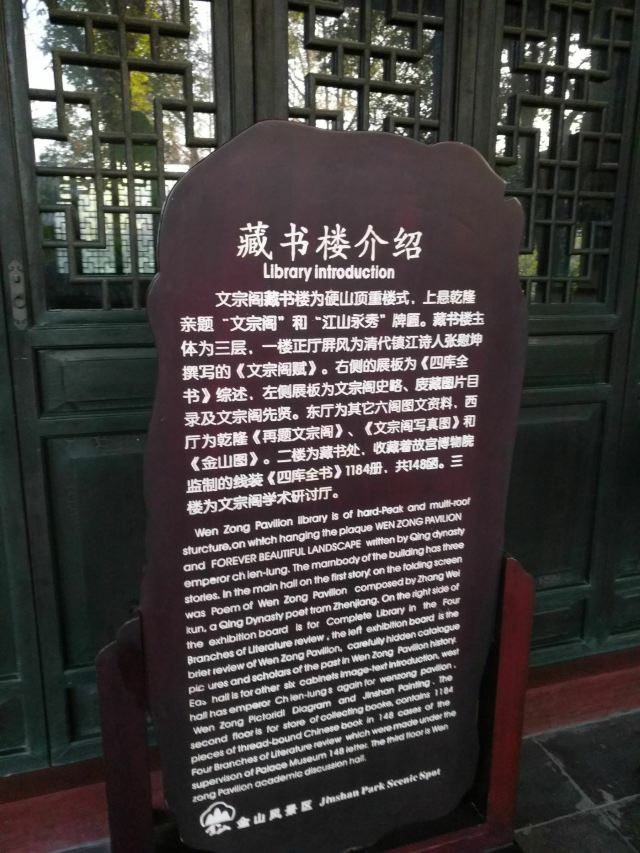 藏书楼介绍
Library introduction
文宗阁藏书楼为硬山顶重楼式，上悬乾隆
亲题“文宗阁”和“江山永秀”牌匾。藏书楼主
体为三层，一楼正厅屏风为清代镇江诗人张慰坤
撰写的《文宗阁赋》。右侧的展板为《四库全
书》综述，左侧展板为文宗阁史略、庋藏图片目
录及文宗阁先贤。东厅为其它六阁图文资料，西
厅为乾隆《再题文宗阁》、《文宗阁写真图》和
《金山图》。二楼为藏书处，收藏着故宫博物院
监制的线装《四库全书》1184册，共148函。三
楼为文宗阁学术研讨厅。
Wen Zong Pavilion library is of hard-Peak and multi-roof
sturcture,on which hanging the plaque WEN ZONG PAVILION
and FOREVER BEAUTIFUL LANDSCAPE written by Qing dynasty
emperor ch ien-lung. The marnbody of the building has three
stories. In the main hall on the first story. on the folding screen
was Poem of Wen Zong Pavilion composed by Zhang Wei
kun, a Qing Dynasty poet trom Zhenjiang. On the right side of
the exhibition board is for Complete Library in the Four
Branches of Literature review , the left exhibition board is the
brief review of Wen Zong Pavilion, carefully hidden catalogue
pic ures and scholars of the past in Wen Zong Pavilion history.
Eas hall is for other six cabinets image-text introduction, west
hall has emperor Ch ien-lung s again for wenzong pavilion ,
Wen Zong Pictoridl Diagram and Jinshan Painting . The
second floor is for store of collecting booke, contains 1184
pieces of thread-bound Chinese book in 148 cases of the
Four Branches of Literature review which were made under the
supervison of Palace Museum 148 letter. The third floor is Wen
zong Pavilion academic discussion hall.
金山风景区 Jinshan Park Scenic Spot